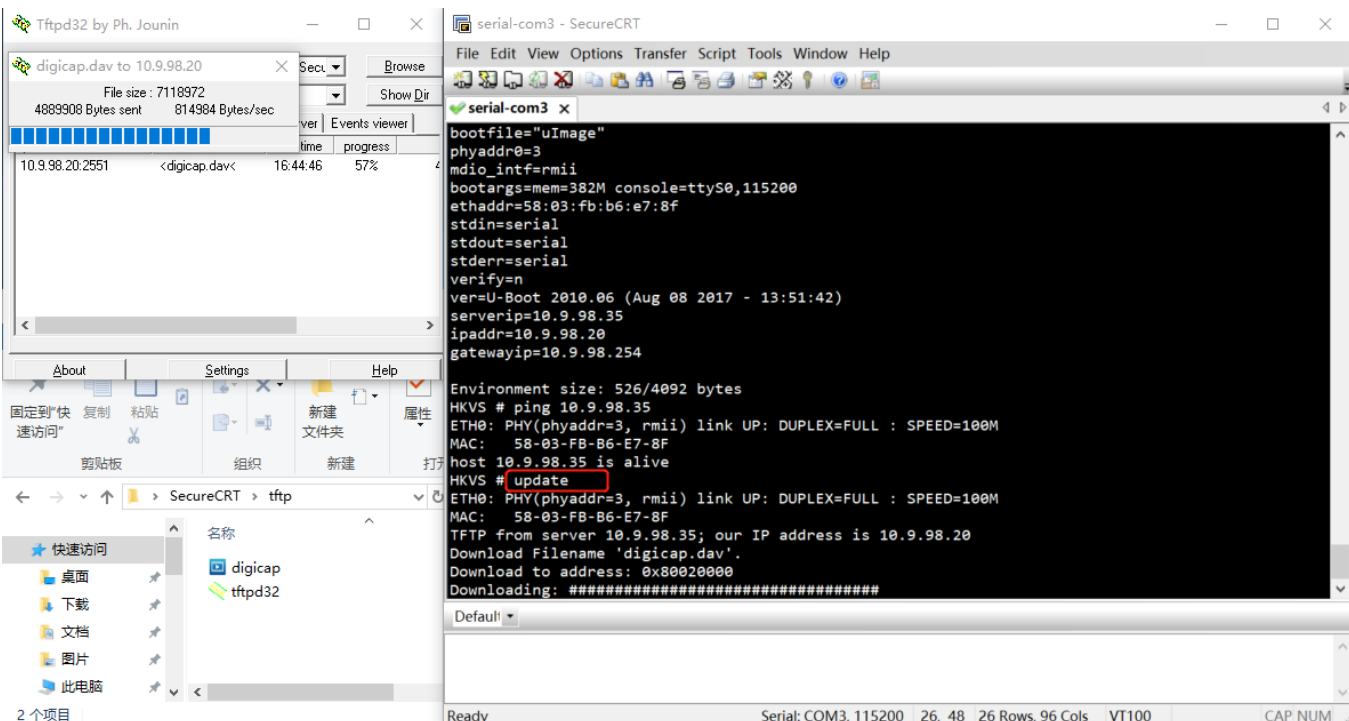 Tftpd32 by Ph. Jounin
digicap.dav to 10.9.98.20
File size : 7118972
4889908 Bytes sent 814984 Bytes/sec
Browse
Show Dir
Events viewer
time progress
10.9.98.20:2551 <digicap.dav< 16:44:46 57%
About Settings Help
固定到"快速访问"
复制
粘贴
新建文件夹
属性
剪贴板 组织 新建 打开
SecureCRT > tftp
名称
快速访问
桌面
下载
文档
图片
此电脑
digicap
tftpd32
2 个项目
serial-com3 - SecureCRT
File Edit View Options Transfer Script Tools Window Help
serial-com3
bootfile="uImage"
phyaddr0=3
mdio_intf=rmii
bootargs=mem=382M console=ttyS0,115200
ethaddr=58:03:fb:b6:e7:8f
stdin=serial
stdout=serial
stderr=serial
verify=n
ver=U-Boot 2010.06 (Aug 08 2017 - 13:51:42)
serverip=10.9.98.35
ipaddr=10.9.98.20
gatewayip=10.9.98.254
Environment size: 526/4092 bytes
HKVS # ping 10.9.98.35
ETH0: PHY(phyaddr=3, rmii) link UP: DUPLEX=FULL : SPEED=100M
MAC: 58-03-FB-B6-E7-8F
host 10.9.98.35 is alive
HKVS # update
ETH0: PHY(phyaddr=3, rmii) link UP: DUPLEX=FULL : SPEED=100M
MAC: 58-03-FB-B6-E7-8F
TFTP from server 10.9.98.35; our IP address is 10.9.98.20
Download Filename 'digicap.dav'.
Download to address: 0x80020000
Downloading: ##################################
Default
Ready Serial: COM3, 115200 26, 48 26 Rows, 96 Cols VT100 CAP NUM